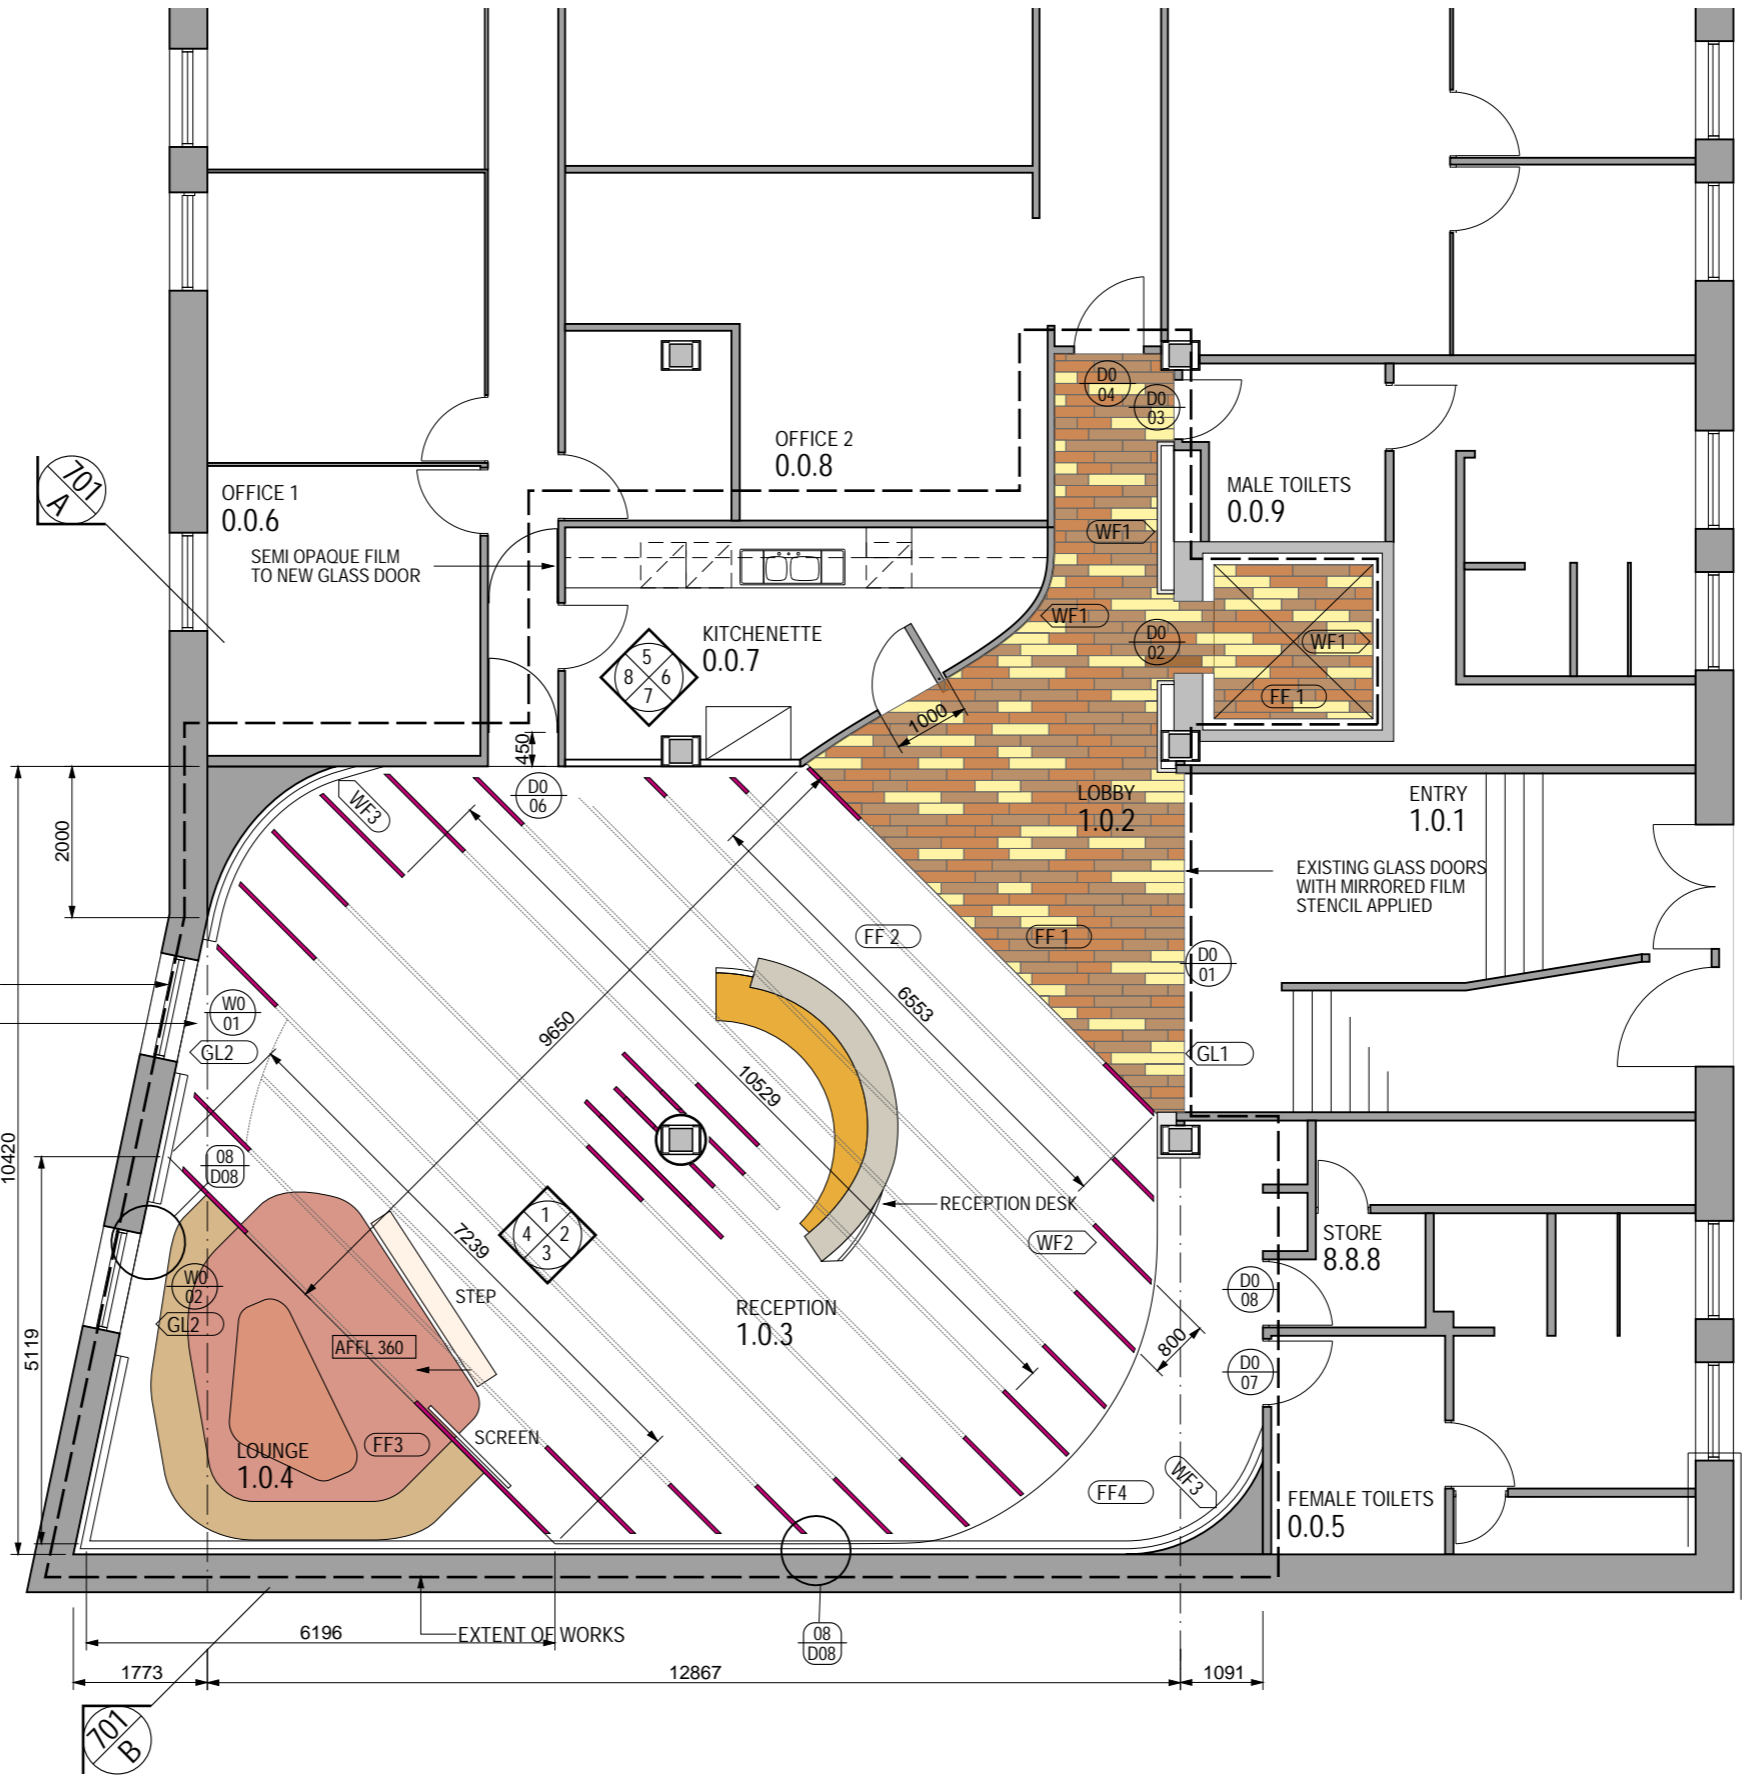 D0
04
D0
03
OFFICE 2
0.0.8
701
A
OFFICE 1
0.0.6
MALE TOILETS
0.0.9
WF1
SEMI OPAQUE FILM
TO NEW GLASS DOOR
WF1
KITCHENETTE
0.0.7
5
8 6
7
D0
02
WF1
FF 1
1000
450
D0
06
WF3
LOBBY
1.0.2
ENTRY
1.0.1
2000
EXISTING GLASS DOORS
WITH MIRRORED FILM
STENCIL APPLIED
FF 2
FF 1
D0
01
W0
01
GL2
9650
6553
GL1
10529
10420
08
D08
5119
1
4 2
3
7239
RECEPTION DESK
WF2
STORE
8.8.8
W0
02
GL2
STEP
RECEPTION
1.0.3
D0
08
AFFL 360
800
D0
07
LOUNGE
1.0.4
FF3
SCREEN
FF4
WF3
FEMALE TOILETS
0.0.5
6196
EXTENT OF WORKS
08
D08
1773
12867
1091
701
B